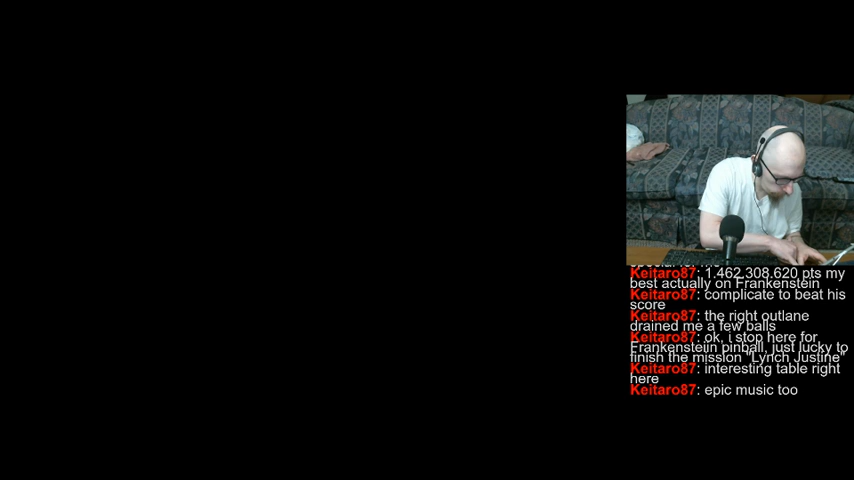 Keitaro87: 1.462.308.620 pts my
best actually on Frankenstein
Keitaro87: complicate to beat his
score
Keitaro87: the right outlane
drained me a few balls
Keitaro87: ok, i stop here for
Frankensteiin pinball, just lucky to
finish the mission "Lynch Justine"
Keitaro87: interesting table right
here
Keitaro87: epic music too